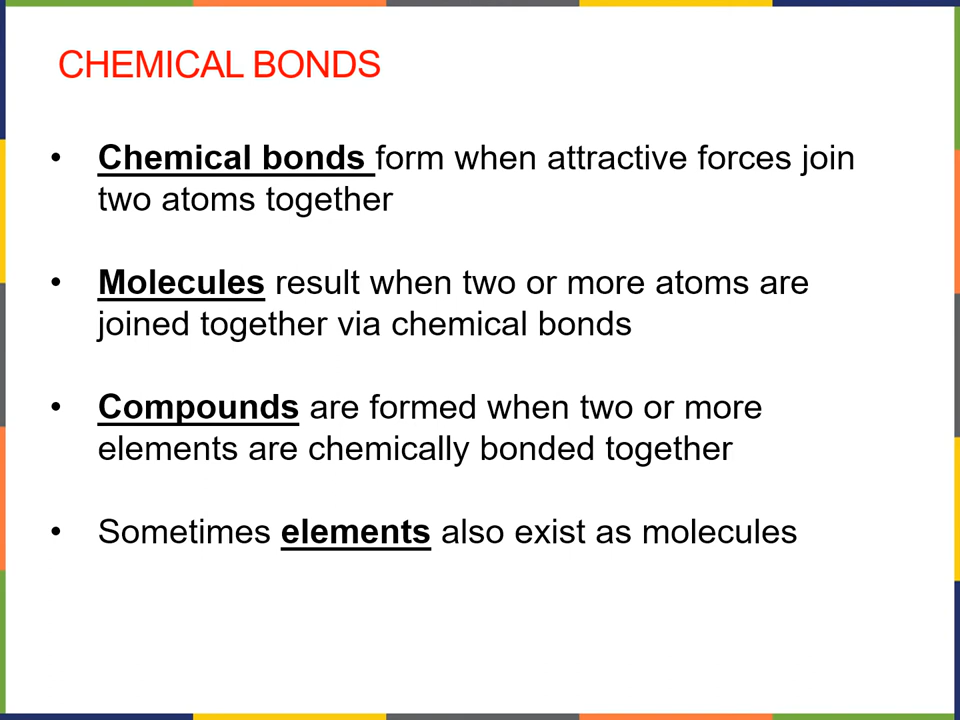 CHEMICAL BONDS
• Chemical bonds form when attractive forces join
two atoms together
• Molecules result when two or more atoms are
joined together via chemical bonds
• Compounds are formed when two or more
elements are chemically bonded together
• Sometimes elements also exist as molecules